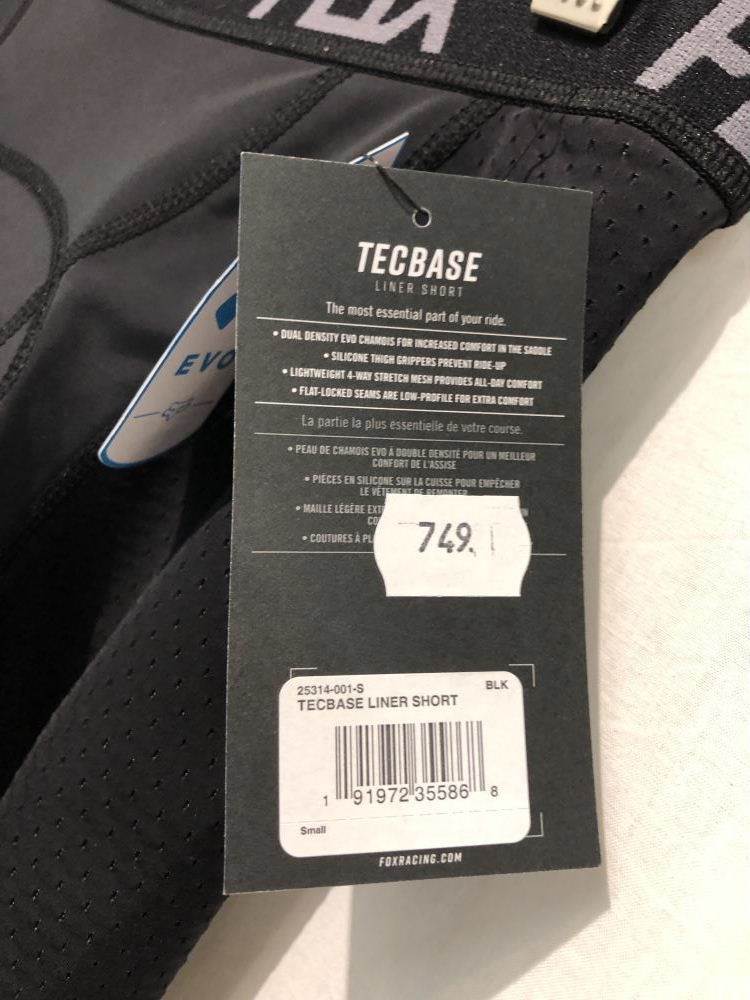 TECBASE
LINER SHORT
The most essential part of your ride.
• DUAL DENSITY EVO CHAMOIS FOR INCREASED COMFORT IN THE SADDLE
• SILICONE THIGH GRIPPERS PREVENT RIDE-UP
• LIGHTWEIGHT 4-WAY STRETCH MESH PROVIDES ALL-DAY COMFORT
• FLAT-LOCKED SEAMS ARE LOW-PROFILE FOR EXTRA COMFORT
La partie la plus essentielle de votre course.
• PEAU DE CHAMOIS EVO À DOUBLE DENSITÉ POUR UN MEILLEUR
CONFORT DE L'ASSISE
• PIÈCES EN SILICONE SUR LA CUISSE POUR EMPÊCHER
LE VÊTEMENT DE REMONTER
• MAILLE LÉGÈRE
• COUTURES À
749.
25314-001-S BLK
TECBASE LINER SHORT
1 91972 35586 8
Small
FOXRACING.COM
EVO